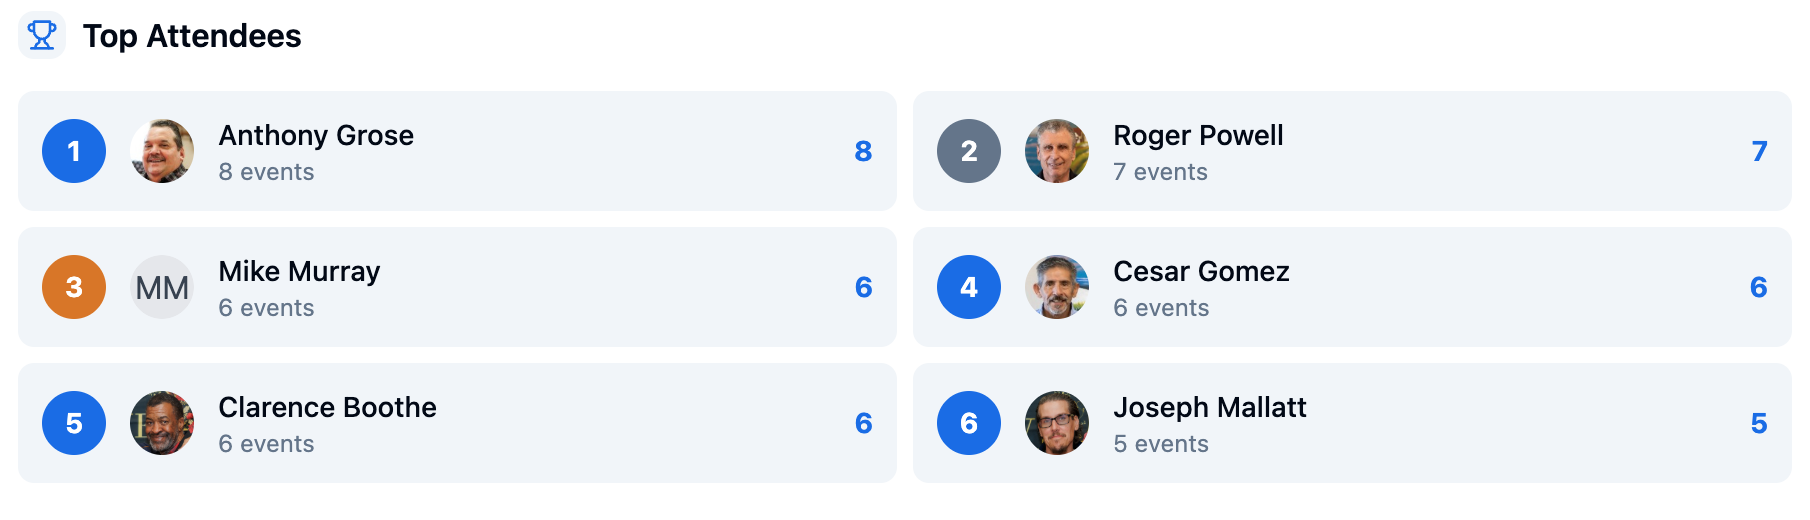 Top Attendees
1
Anthony Grose
8 events
8
2
Roger Powell
7 events
7
3
MM
Mike Murray
6 events
6
4
Cesar Gomez
6 events
6
5
Clarence Boothe
6 events
6
6
Joseph Mallatt
5 events
5